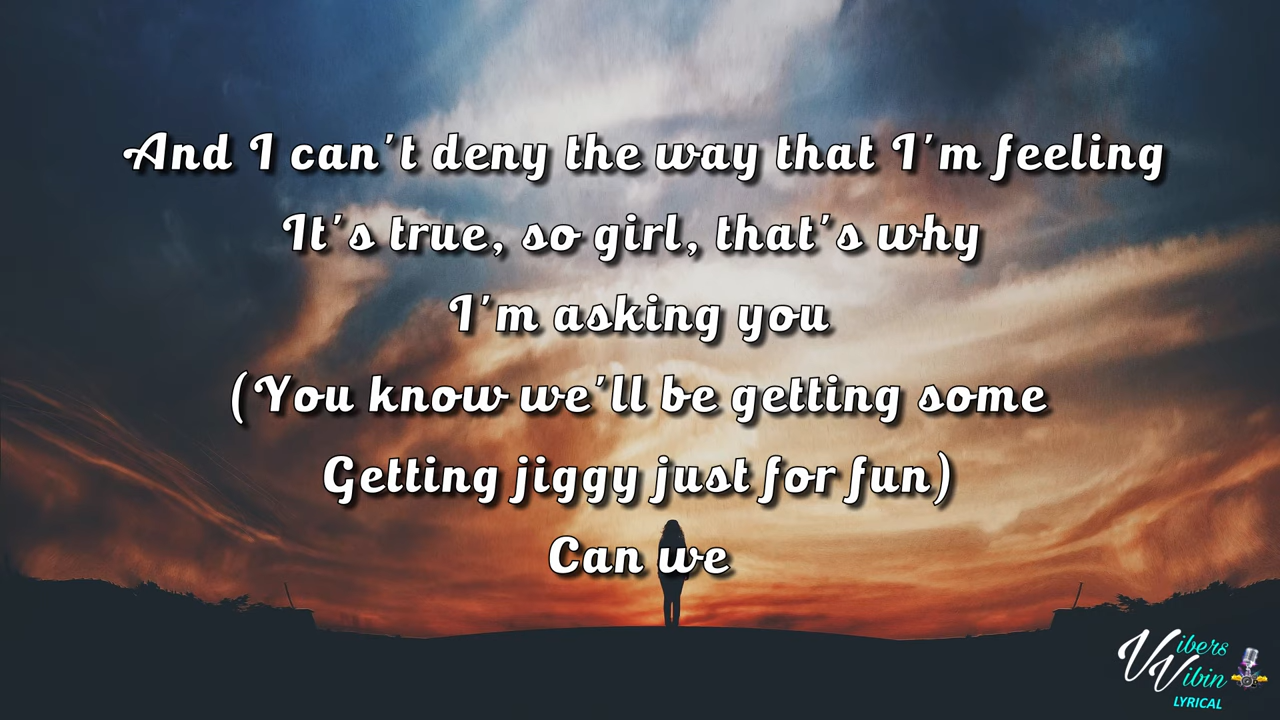 And I can't deny the way that I'm feeling
It's true, so girl, that's why
I'm asking you
(You know we'll be getting some
Getting jiggy just for fun)
Can we
Vibers
Vibin
LYRICAL